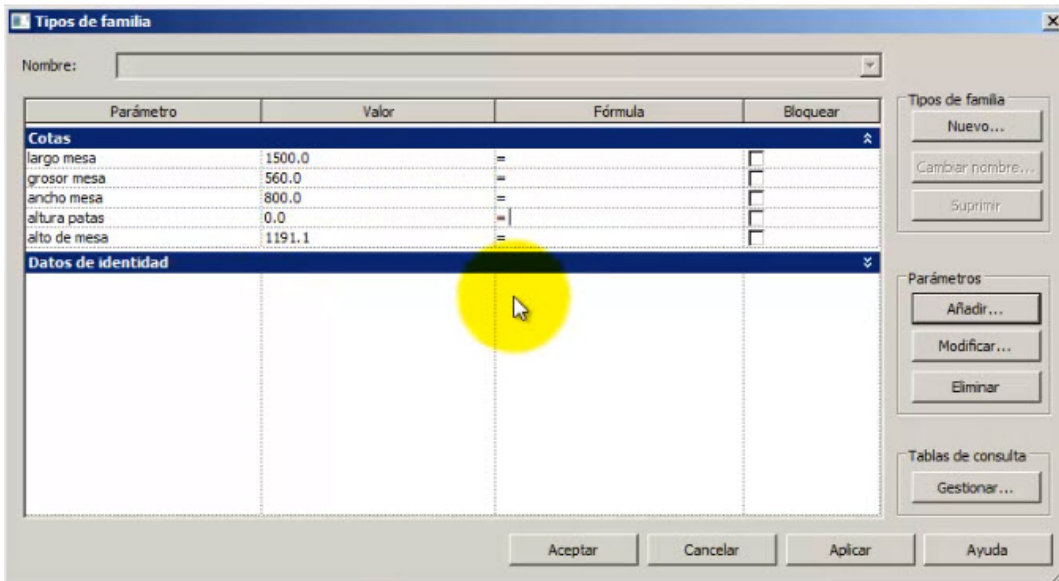 Tipos de familia
Nombre:
Parámetro Valor Fórmula Bloquear
Cotas
largo mesa 1500.0 =
grosor mesa 560.0 =
ancho mesa 800.0 =
altura patas 0.0 =
alto de mesa 1191.1 =
Datos de identidad
Tipos de familia
Nuevo...
Cambiar nombre...
Suprimir
Parámetros
Añadir...
Modificar...
Eliminar
Tablas de consulta
Gestionar...
Aceptar Cancelar Aplicar Ayuda